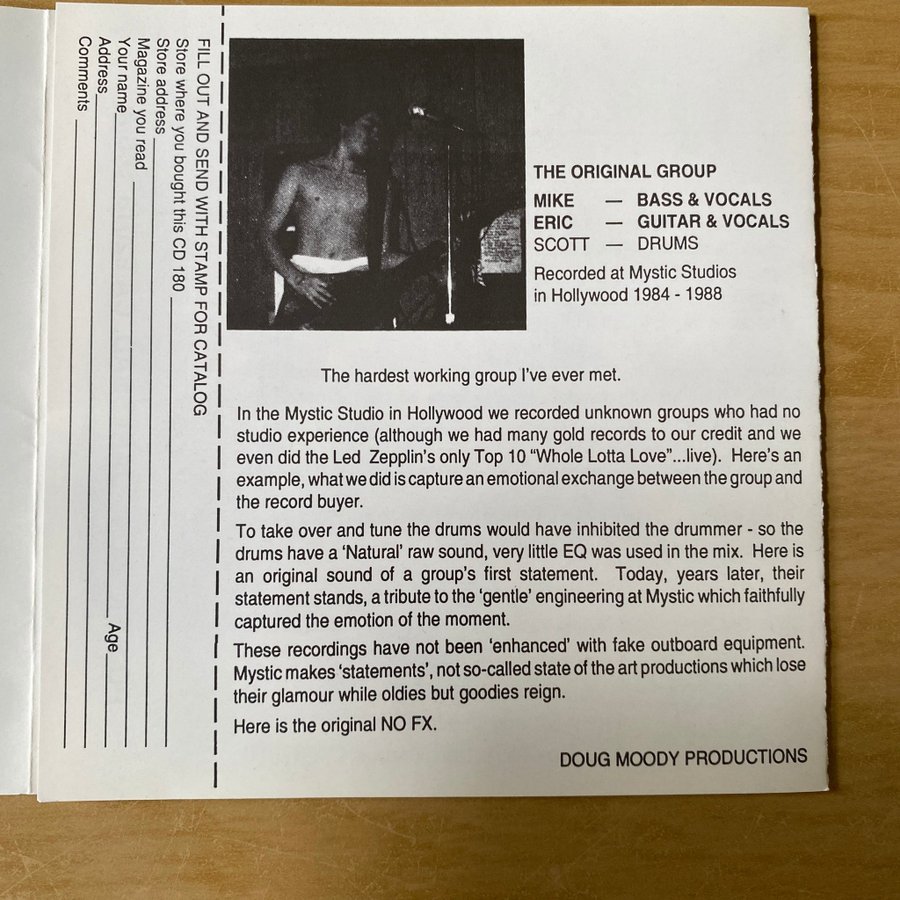 FILL OUT AND SEND WITH STAMP FOR CATALOG
Store where you bought this CD 180
Store address
Magazine you read
Your name
Address
Age
Comments
THE ORIGINAL GROUP
MIKE — BASS & VOCALS
ERIC — GUITAR & VOCALS
SCOTT — DRUMS
Recorded at Mystic Studios
in Hollywood 1984 - 1988
The hardest working group I've ever met.
In the Mystic Studio in Hollywood we recorded unknown groups who had no
studio experience (although we had many gold records to our credit and we
even did the Led Zepplin's only Top 10 “Whole Lotta Love”...live). Here's an
example, what we did is capture an emotional exchange between the group and
the record buyer.
To take over and tune the drums would have inhibited the drummer - so the
drums have a ‘Natural’ raw sound, very little EQ was used in the mix. Here is
an original sound of a group's first statement. Today, years later, their
statement stands, a tribute to the ‘gentle’ engineering at Mystic which faithfully
captured the emotion of the moment.
These recordings have not been ‘enhanced’ with fake outboard equipment.
Mystic makes ‘statements’, not so-called state of the art productions which lose
their glamour while oldies but goodies reign.
Here is the original NO FX.
DOUG MOODY PRODUCTIONS